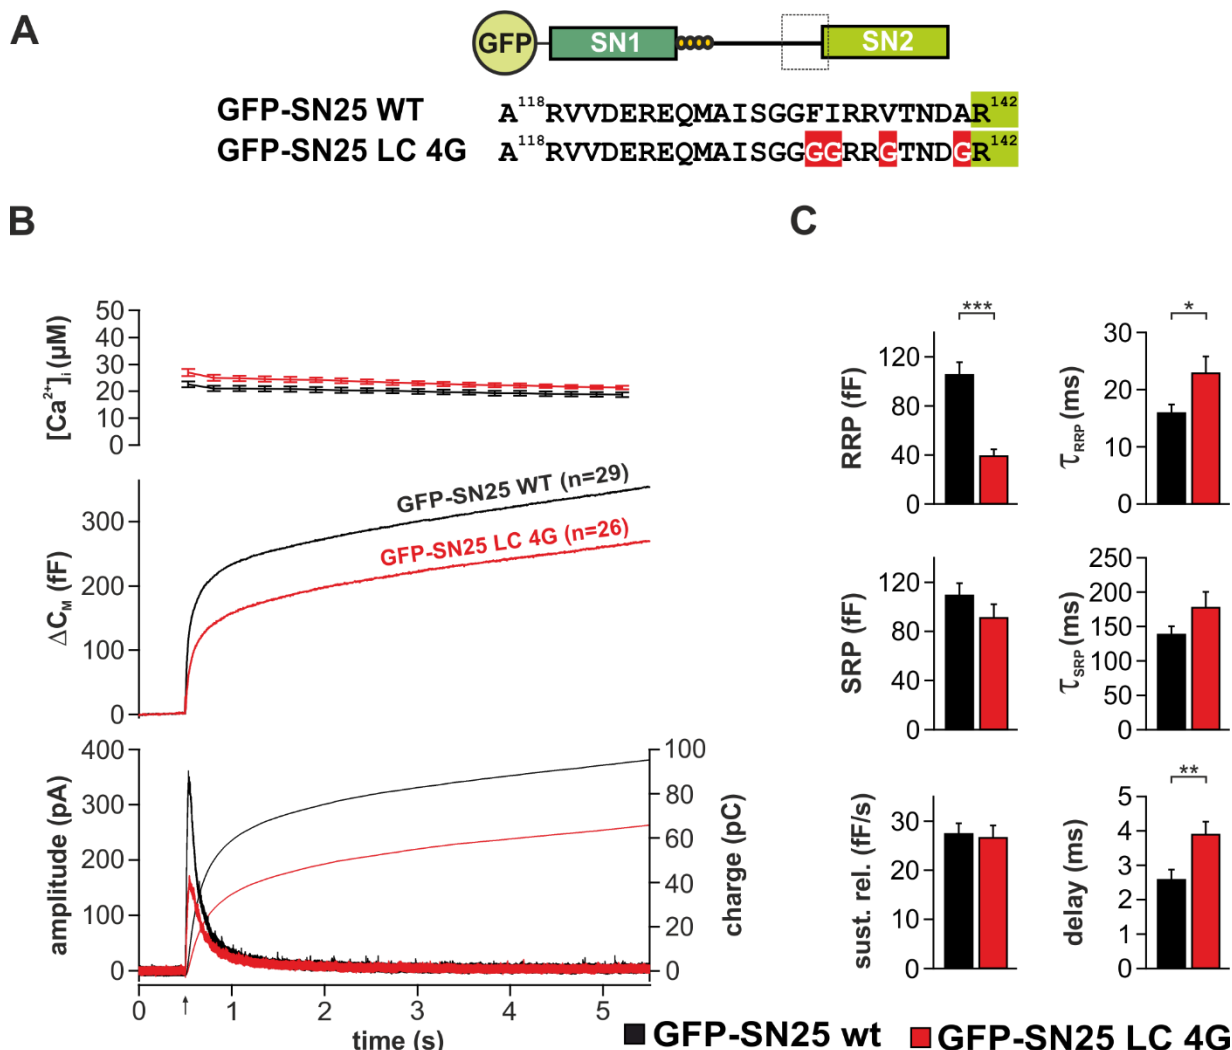 A
GFP SN1 SN2
GFP-SN25 WT A¹¹⁸RVVDEREQMAISGGFIRRVTNDAR¹⁴²
GFP-SN25 LC 4G A¹¹⁸RVVDEREQMAISGGGGRRGTNDGR¹⁴²
B
[Ca²⁺]ᵢ (µM)
50
40
30
20
10
0
ΔC_M (fF)
300
200
100
0
GFP-SN25 WT (n=29)
GFP-SN25 LC 4G (n=26)
amplitude (pA)
400
300
200
100
0
charge (pC)
100
80
60
40
20
0
0 1 2 3 4 5
time (s)
C
RRP (fF)
120
80
40
0
***
τ_RRP (ms)
30
20
10
0
*
SRP (fF)
120
80
40
0
τ_SRP (ms)
250
200
150
100
50
0
sust. rel. (fF/s)
30
20
10
0
delay (ms)
5
4
3
2
1
0
**
GFP-SN25 wt GFP-SN25 LC 4G